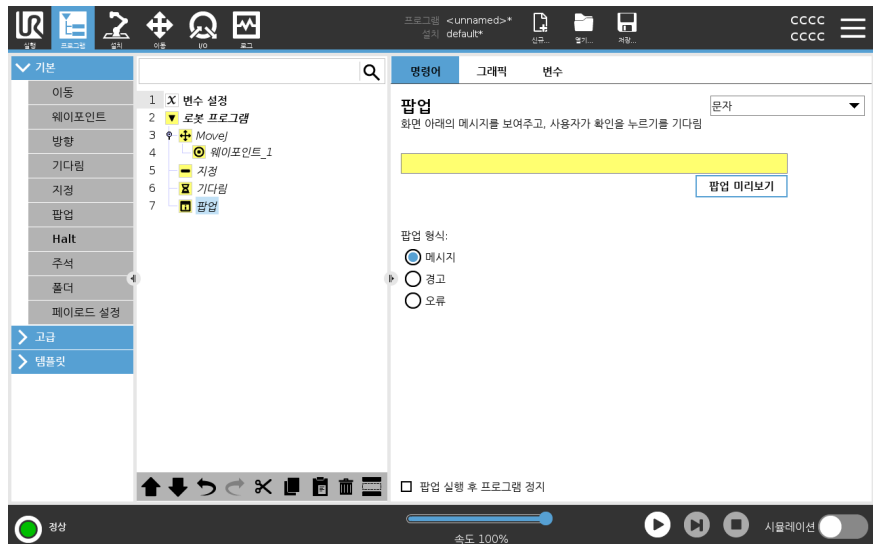 UR
실행
프로그램
설치
이동
I/O
로그
프로그램 <unnamed>*
설치 default*
신규...
열기...
저장...
cccc
cccc
기본
이동
웨이포인트
방향
기다림
지정
팝업
Halt
주석
폴더
페이로드 설정
고급
템플릿
1 X 변수 설정
2 로봇 프로그램
3 MoveJ
4 웨이포인트_1
5 지정
6 기다림
7 팝업
명령어 그래픽 변수
팝업
문자
화면 아래의 메시지를 보여주고, 사용자가 확인을 누르기를 기다림
팝업 미리보기
팝업 형식:
메시지
경고
오류
팝업 실행 후 프로그램 정지
정상
속도 100%
시뮬레이션